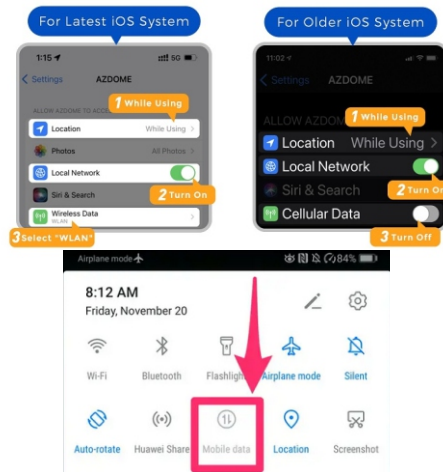 For Latest iOS System
1:15
5G
Settings
AZDOME
ALLOW AZDOME TO ACCESS
1 While Using
Location
While Using
Photos
All Photos
Local Network
2 Turn On
Siri & Search
Wireless Data
WLAN
3 Select "WLAN"
For Older iOS System
11:02
Settings
AZDOME
ALLOW AZDOM
1 While Using
Location
While Using
Local Network
Siri & Search
2 Turn On
Cellular Data
3 Turn Off
Airplane mode
84%
8:12 AM
Friday, November 20
Wi-Fi
Bluetooth
Flashlight
Airplane mode
Silent
Auto-rotate
Huawei Share
Mobile data
Location
Screenshot